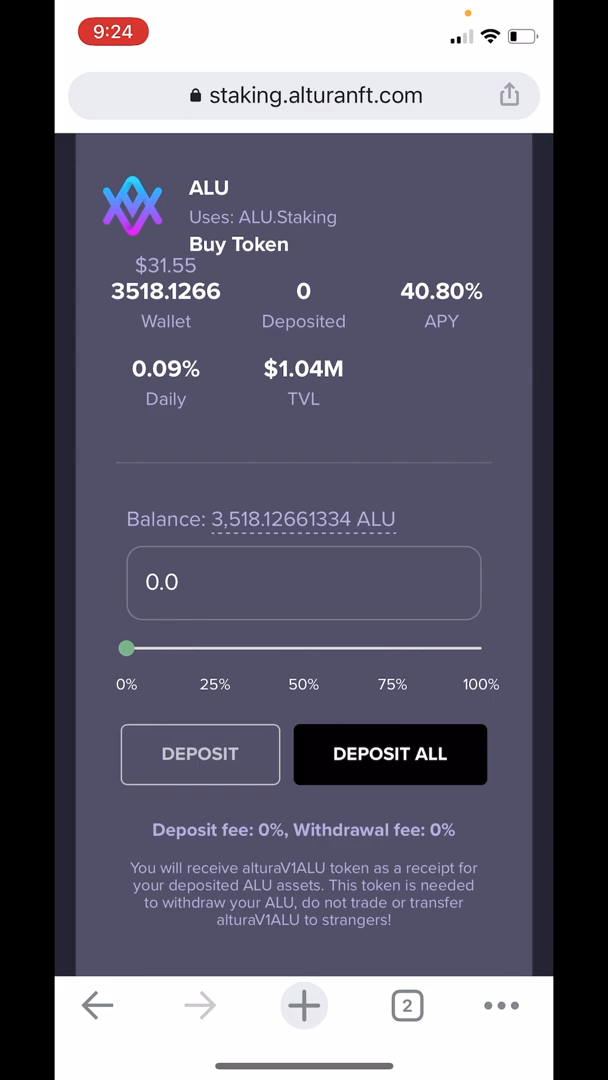 9:24
staking.alturanft.com
ALU
Uses: ALU.Staking
Buy Token
$31.55
3518.1266 0 40.80%
Wallet Deposited APY
0.09% $1.04M
Daily TVL
Balance: 3,518.12661334 ALU
0.0
0% 25% 50% 75% 100%
DEPOSIT DEPOSIT ALL
Deposit fee: 0%, Withdrawal fee: 0%
You will receive alturaV1ALU token as a receipt for
your deposited ALU assets. This token is needed
to withdraw your ALU, do not trade or transfer
alturaV1ALU to strangers!
2